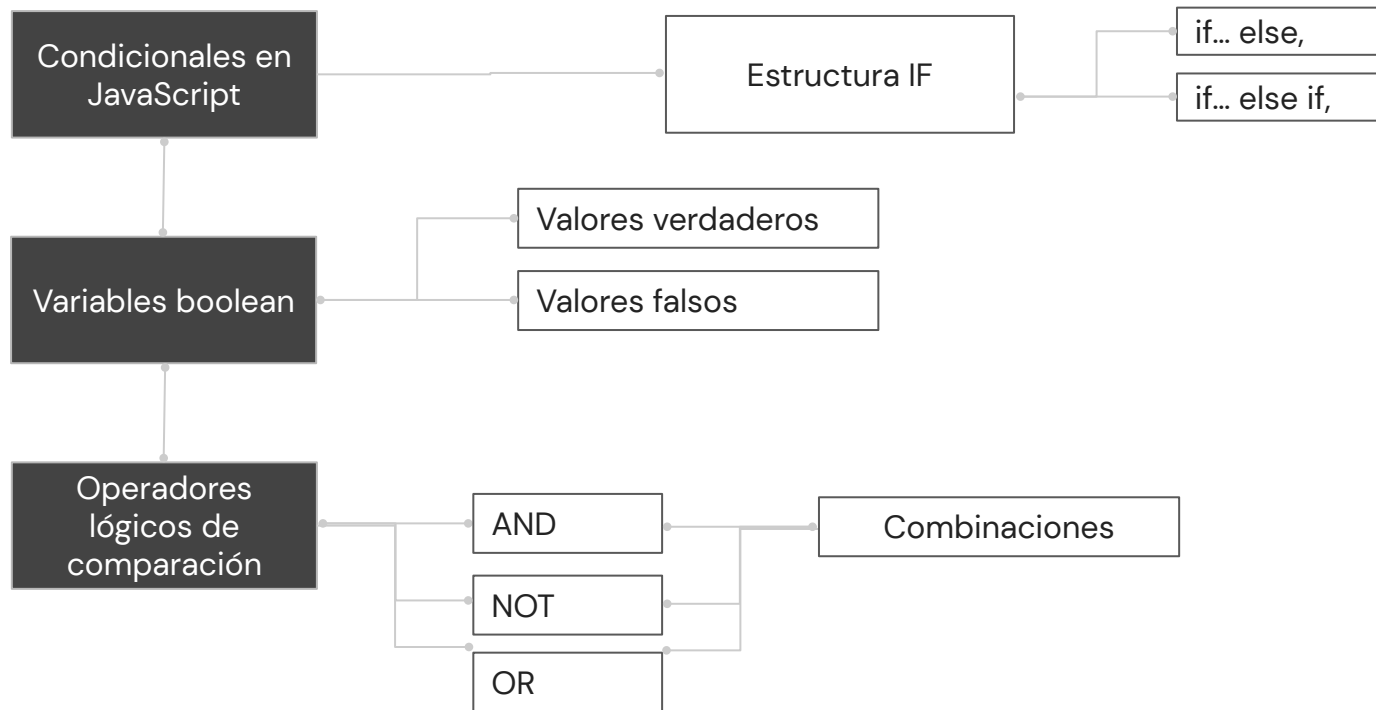 Condicionales en
JavaScript
Estructura IF
if... else,
if... else if,
Variables boolean
Valores verdaderos
Valores falsos
Operadores
lógicos de
comparación
AND
NOT
OR
Combinaciones